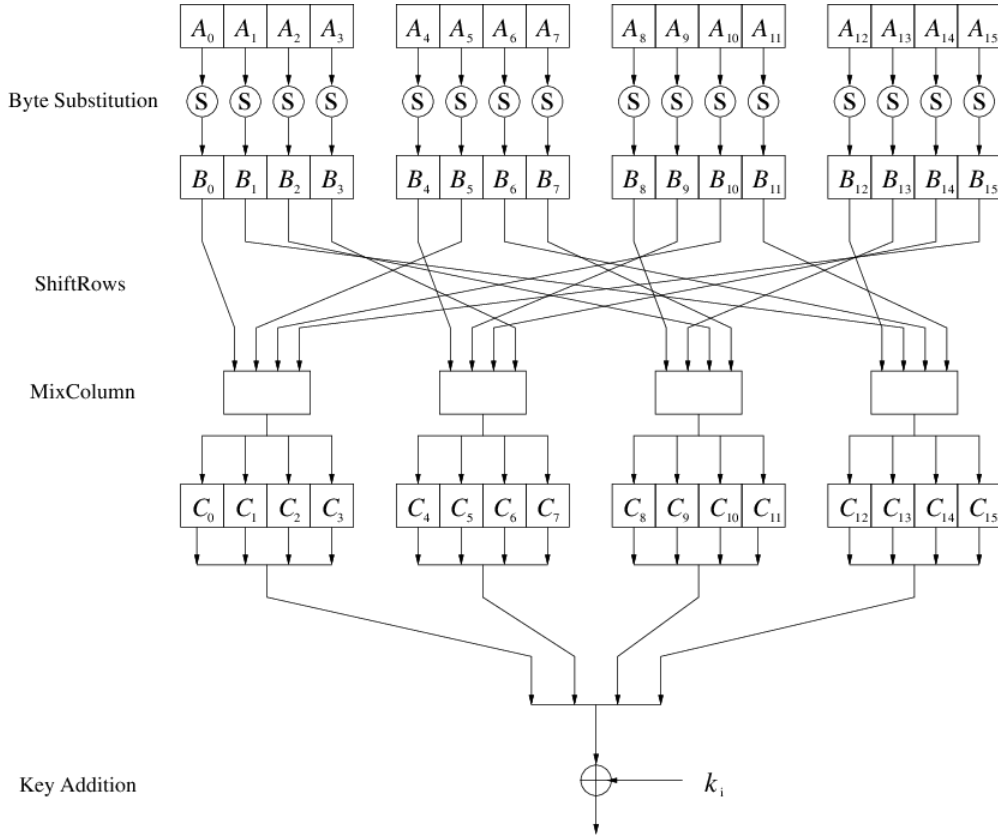 A₀ A₁ A₂ A₃ A₄ A₅ A₆ A₇ A₈ A₉ A₁₀ A₁₁ A₁₂ A₁₃ A₁₄ A₁₅
Byte Substitution S S S S S S S S S S S S S S S S
B₀ B₁ B₂ B₃ B₄ B₅ B₆ B₇ B₈ B₉ B₁₀ B₁₁ B₁₂ B₁₃ B₁₄ B₁₅
ShiftRows
MixColumn
C₀ C₁ C₂ C₃ C₄ C₅ C₆ C₇ C₈ C₉ C₁₀ C₁₁ C₁₂ C₁₃ C₁₄ C₁₅
Key Addition kᵢ